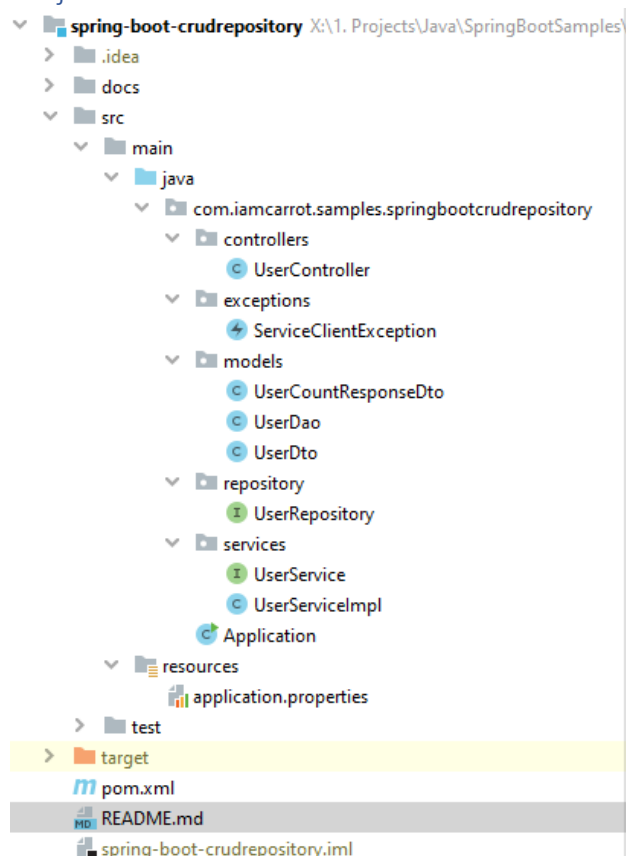 spring-boot-crudrepository X:\1. Projects\Java\SpringBootSamples\
.idea
docs
src
main
java
com.iamcarrot.samples.springbootcrudrepository
controllers
C UserController
exceptions
ServiceClientException
models
C UserCountResponseDto
C UserDao
C UserDto
repository
I UserRepository
services
I UserService
C UserServiceImpl
C Application
resources
application.properties
test
target
m pom.xml
MD README.md
spring-boot-crudrepository.iml